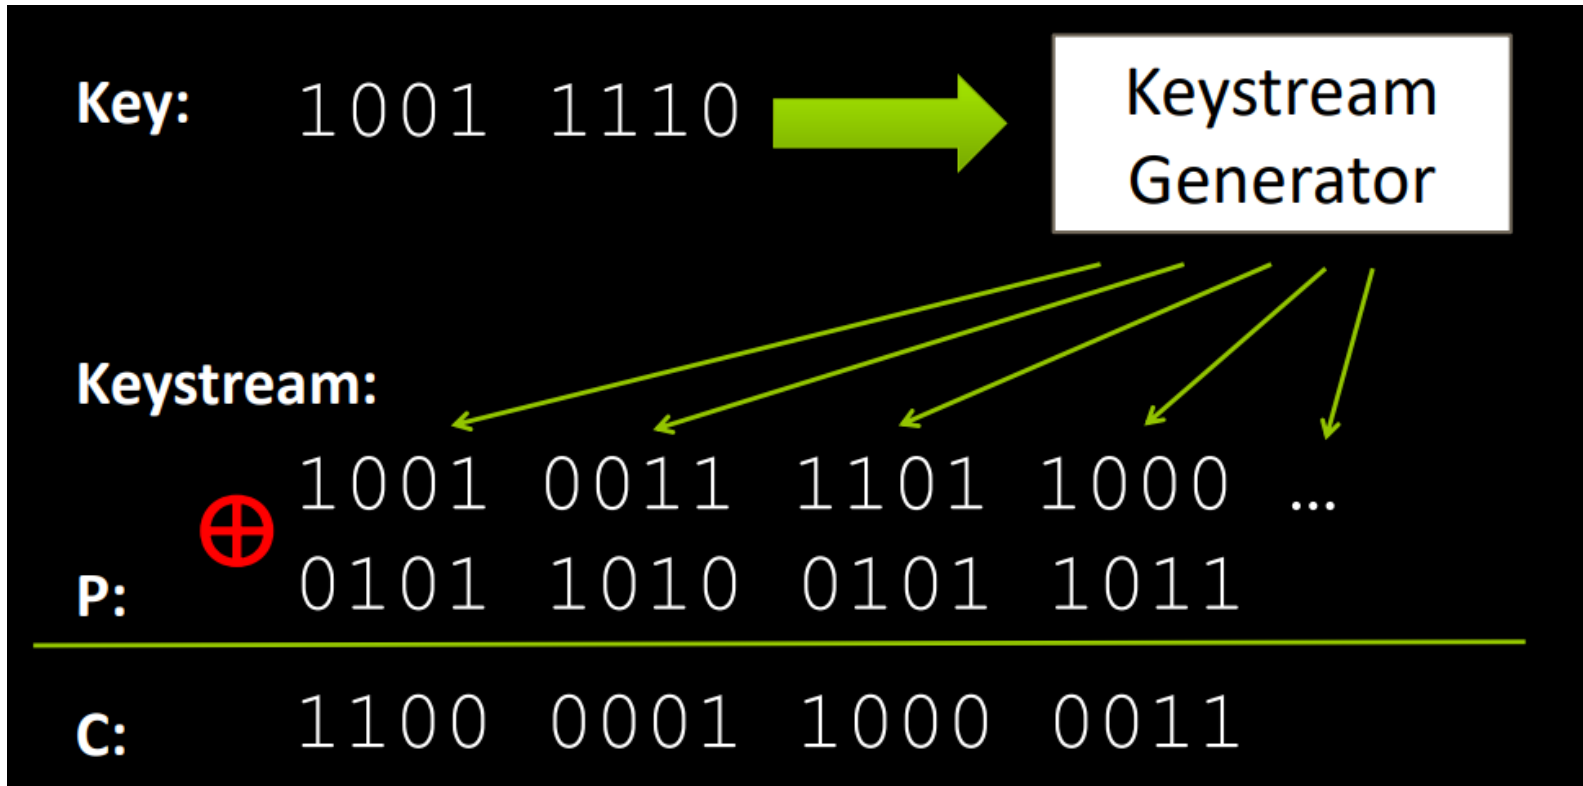 Key: 1001 1110
Keystream
Generator
Keystream:
1001 0011 1101 1000 ...
P: 0101 1010 0101 1011
C: 1100 0001 1000 0011